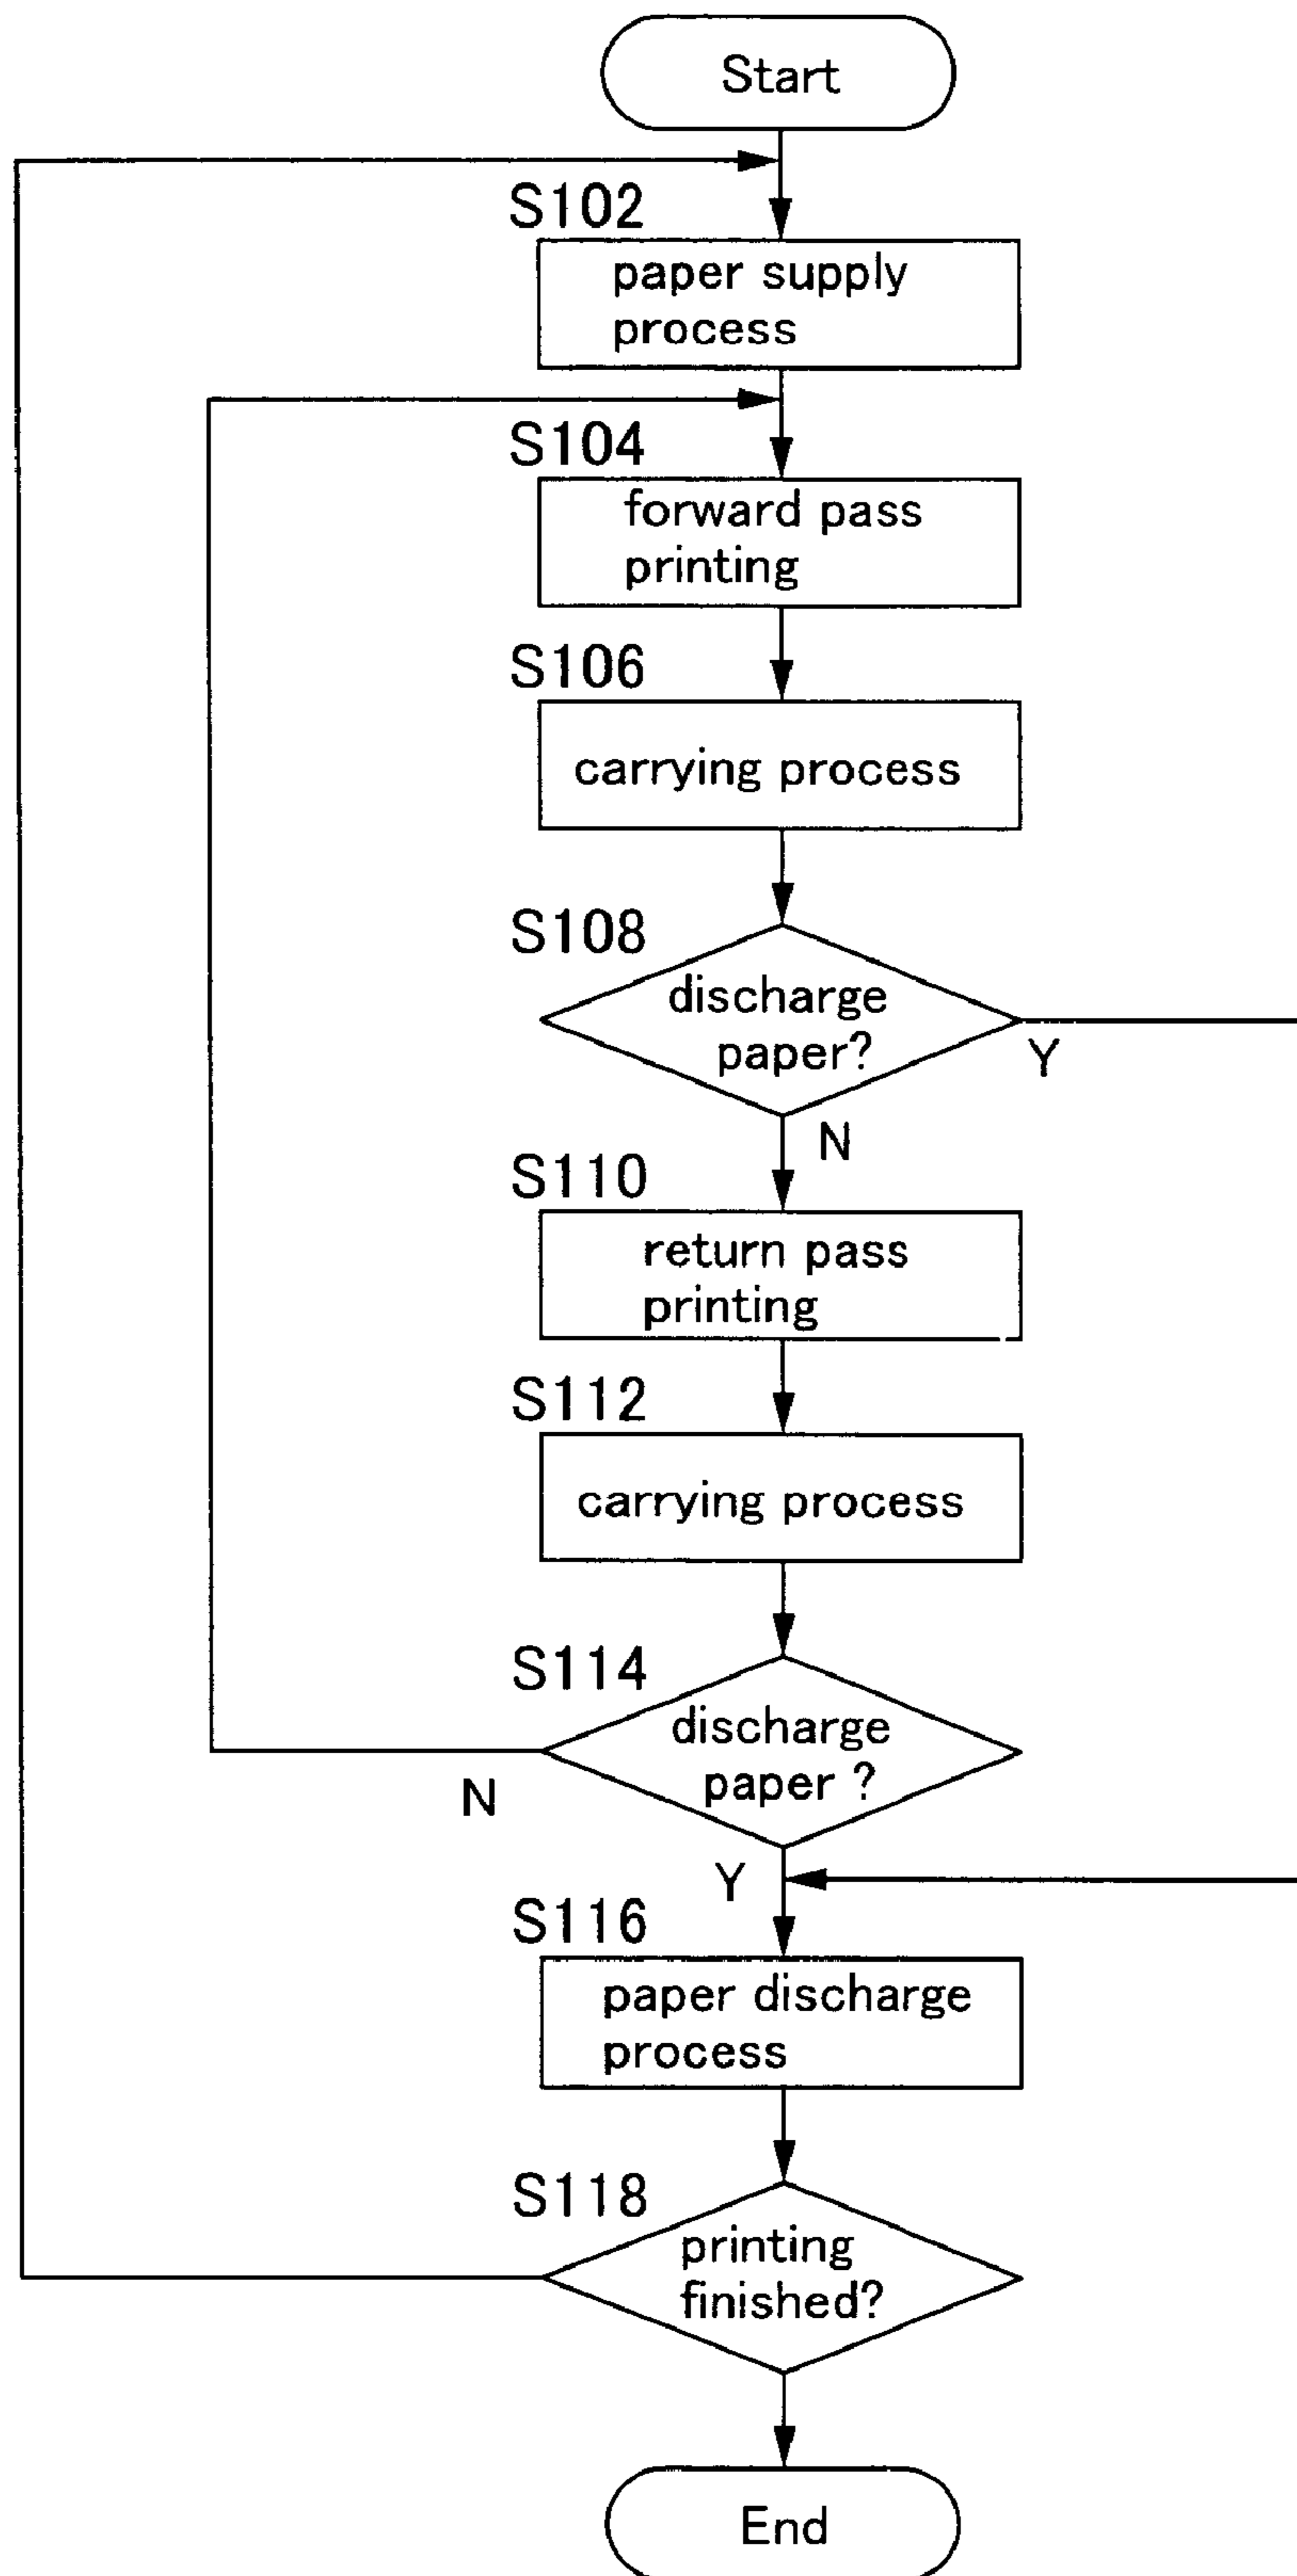 Start
S102
paper supply
process
S104
forward pass
printing
S106
carrying process
S108
discharge
paper?
Y
N
S110
return pass
printing
S112
carrying process
S114
discharge
paper ?
N
Y
S116
paper discharge
process
S118
printing
finished?
End